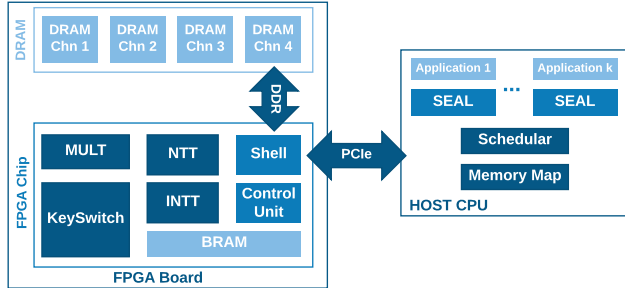 DRAM
DRAM
Chn 1
DRAM
Chn 2
DRAM
Chn 3
DRAM
Chn 4
DDR
FPGA Chip
MULT
NTT
Shell
KeySwitch
INTT
Control
Unit
BRAM
FPGA Board
PCIe
Application 1
...
Application k
SEAL
SEAL
Schedular
Memory Map
HOST CPU